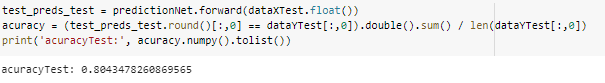 test_preds_test = predictionNet.forward(dataXTest.float())
acuracy = (test_preds_test.round()[:,0] == dataYTest[:,0]).double().sum() / len(dataYTest[:,0])
print('acuracyTest:', acuracy.numpy().tolist())
acuracyTest: 0.8043478260869565